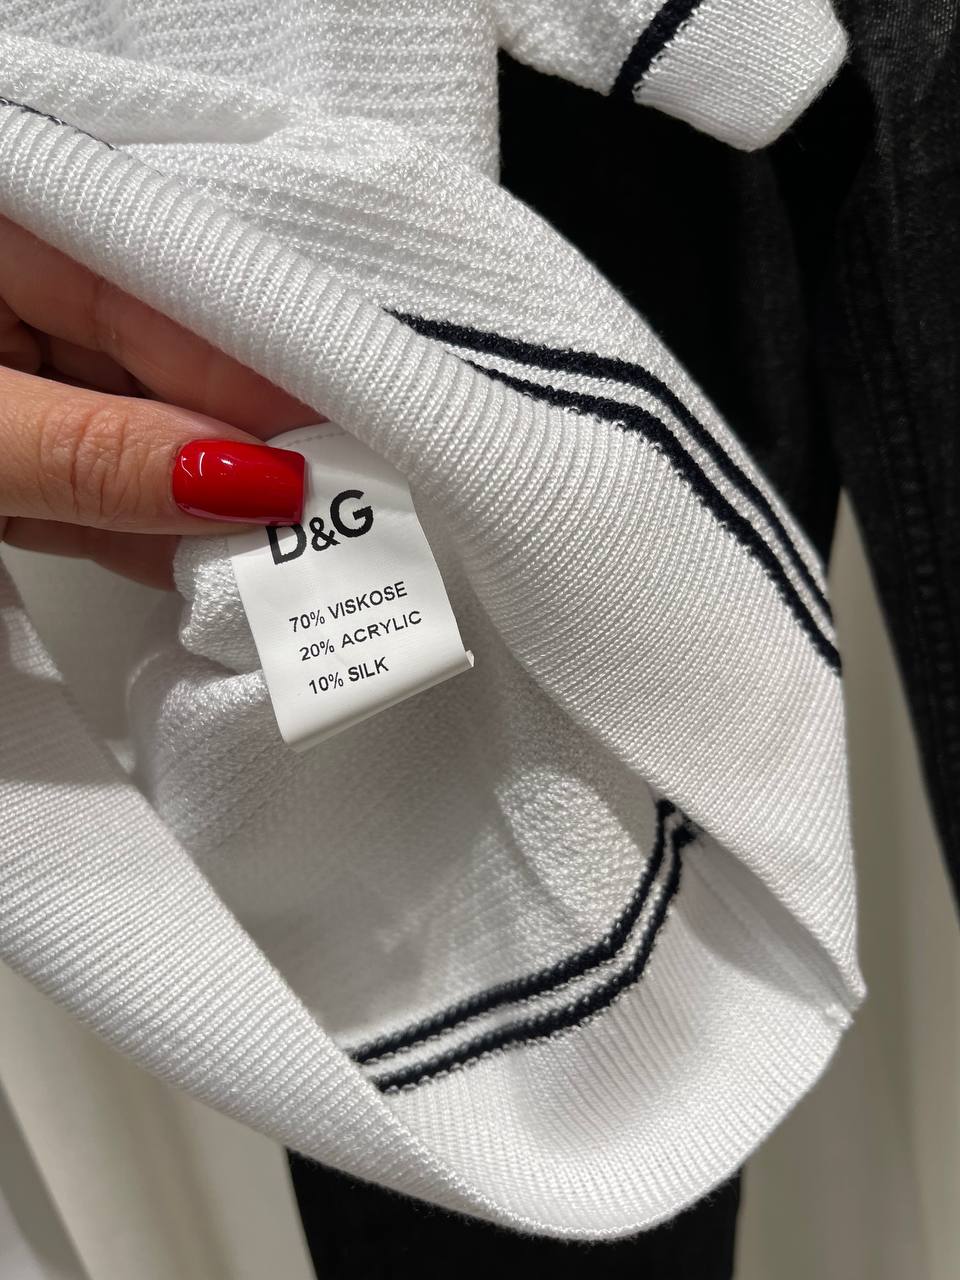 D&G
70% VISKOSE
20% ACRYLIC
10% SILK